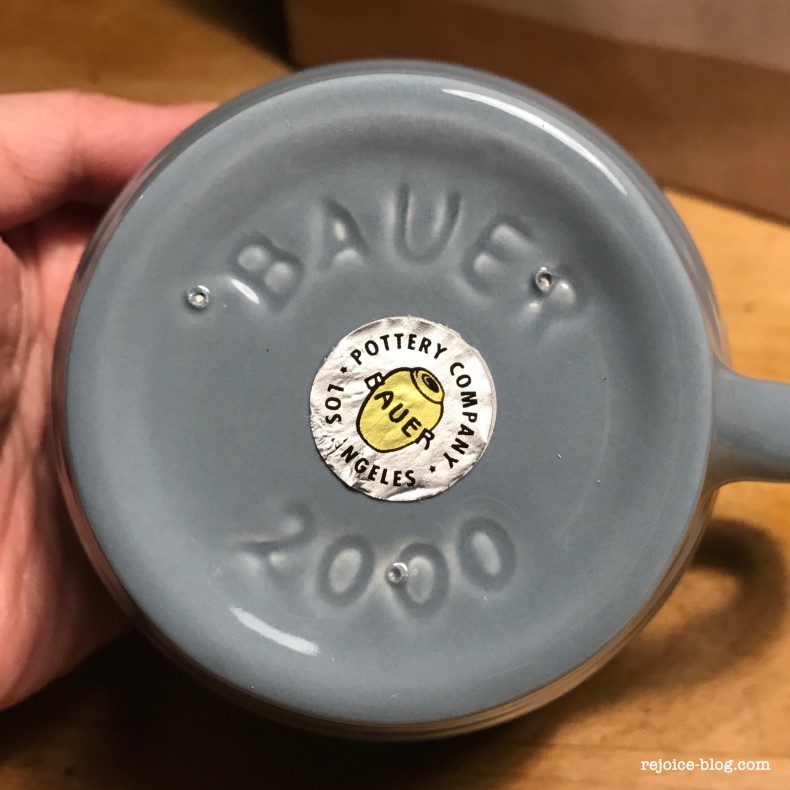 BAUER
POTTERY COMPANY
BAUER
LOS ANGELES
2000
rejoice-blog.com